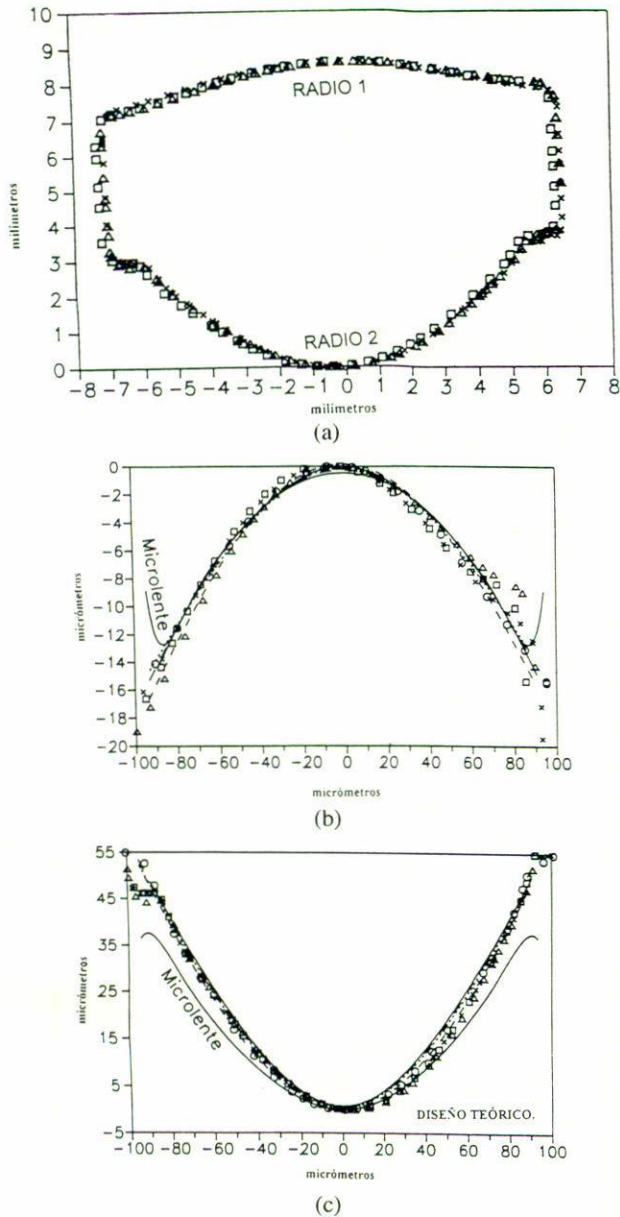 10
9
8
7
6
5
4
3
2
1
0
milímetros
RADIO 1
RADIO 2
-8 -7 -6 -5 -4 -3 -2 -1 0 1 2 3 4 5 6 7 8
milímetros
(a)
0
-2
-4
-6
-8
-10
-12
-14
-16
-18
-20
micrómetros
Microlente
-100 -80 -60 -40 -20 0 20 40 60 80 100
micrómetros
(b)
55
45
35
25
15
5
-5
micrómetros
Microlente
DISEÑO TEÓRICO.
-100 -80 -60 -40 -20 0 20 40 60 80 100
micrómetros
(c)